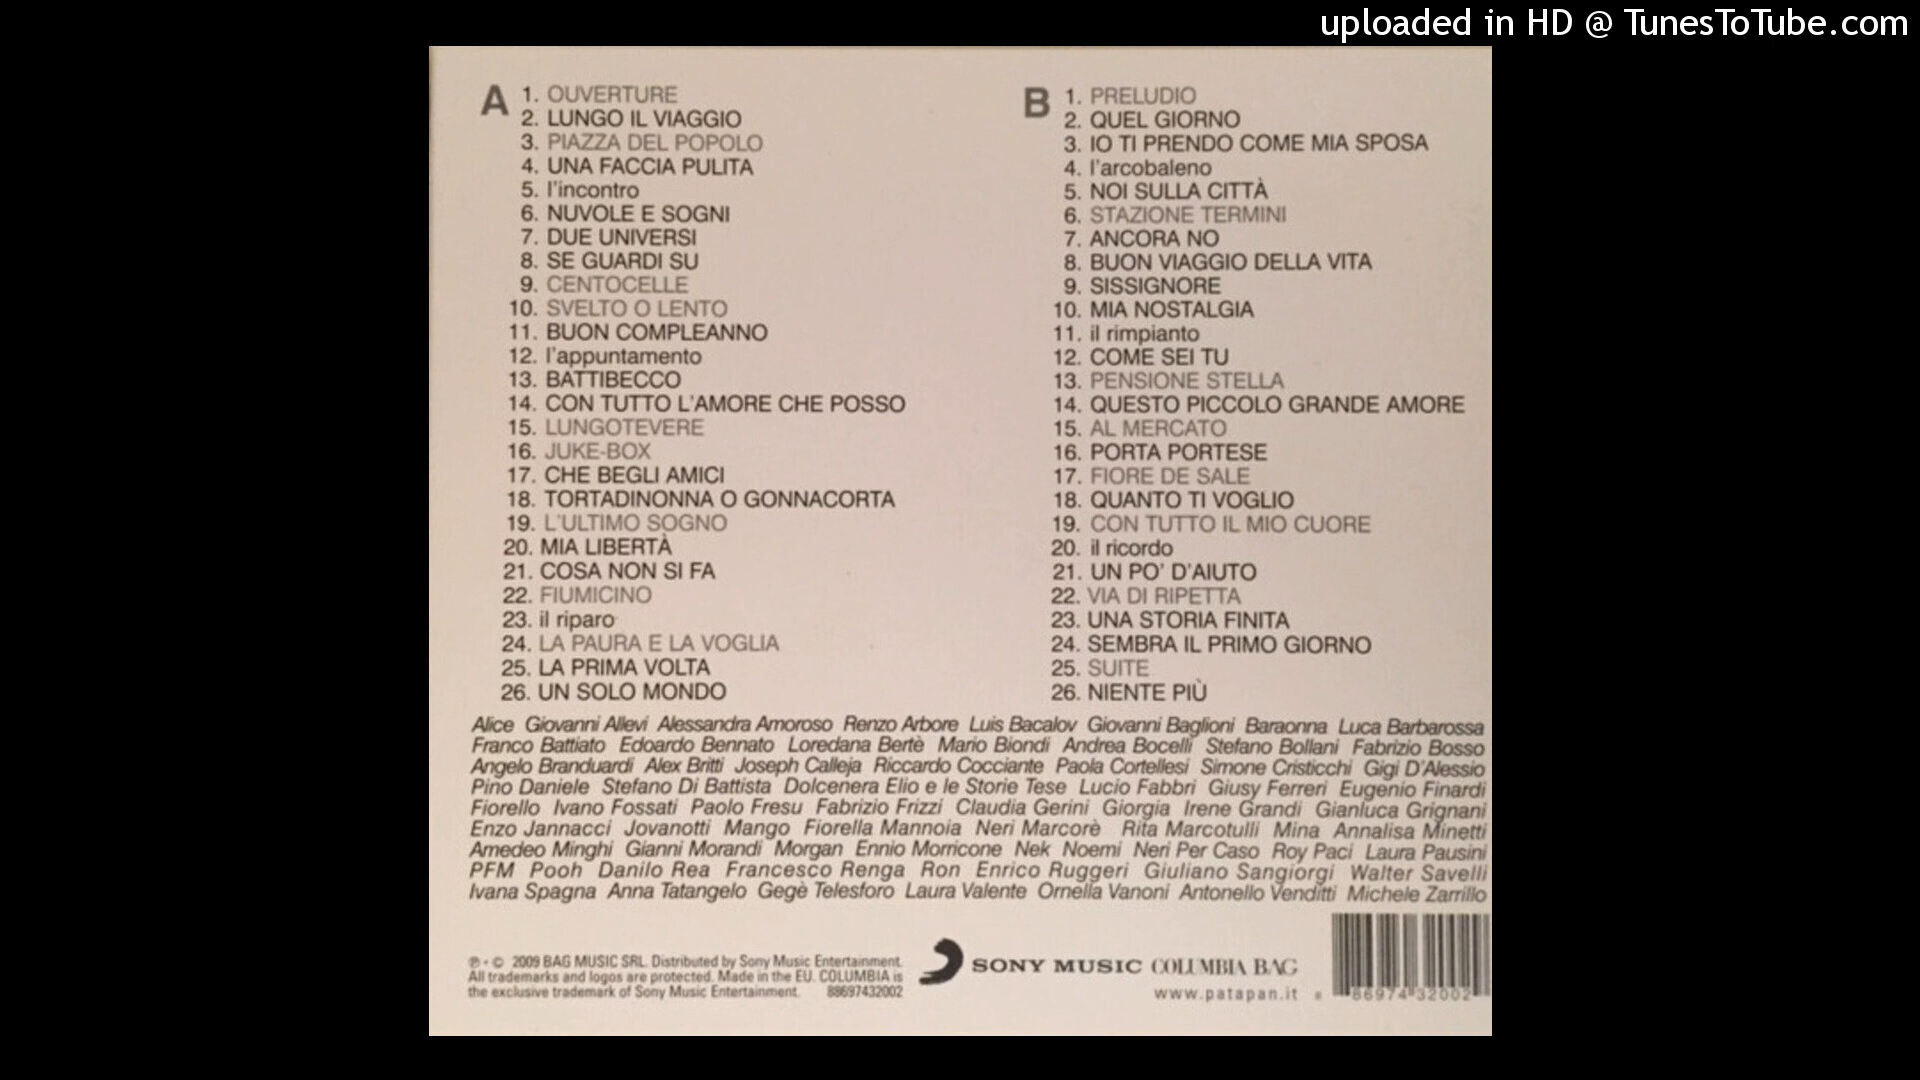 uploaded in HD @ TunesToTube.com
A
1. OUVERTURE
2. LUNGO IL VIAGGIO
3. PIAZZA DEL POPOLO
4. UNA FACCIA PULITA
5. l'incontro
6. NUVOLE E SOGNI
7. DUE UNIVERSI
8. SE GUARDI SU
9. CENTOCELLE
10. SVELTO O LENTO
11. BUON COMPLEANNO
12. l'appuntamento
13. BATTIBECCO
14. CON TUTTO L'AMORE CHE POSSO
15. LUNGOTEVERE
16. JUKE-BOX
17. CHE BEGLI AMICI
18. TORTADINONNA O GONNACORTA
19. L'ULTIMO SOGNO
20. MIA LIBERTÀ
21. COSA NON SI FA
22. FIUMICINO
23. il riparo
24. LA PAURA E LA VOGLIA
25. LA PRIMA VOLTA
26. UN SOLO MONDO
B
1. PRELUDIO
2. QUEL GIORNO
3. IO TI PRENDO COME MIA SPOSA
4. l'arcobaleno
5. NOI SULLA CITTÀ
6. STAZIONE TERMINI
7. ANCORA NO
8. BUON VIAGGIO DELLA VITA
9. SISSIGNORE
10. MIA NOSTALGIA
11. il rimpianto
12. COME SEI TU
13. PENSIONE STELLA
14. QUESTO PICCOLO GRANDE AMORE
15. AL MERCATO
16. PORTA PORTESE
17. FIORE DE SALE
18. QUANTO TI VOGLIO
19. CON TUTTO IL MIO CUORE
20. il ricordo
21. UN PO' D'AIUTO
22. VIA DI RIPETTA
23. UNA STORIA FINITA
24. SEMBRA IL PRIMO GIORNO
25. SUITE
26. NIENTE PIÙ
Alice Giovanni Allevi Alessandra Amoroso Renzo Arbore Luis Bacalov Giovanni Baglioni Baraonna Luca Barbarossa
Franco Battiato Edoardo Bennato Loredana Bertè Mario Biondi Andrea Bocelli Stefano Bollani Fabrizio Bosso
Angelo Branduardi Alex Britti Joseph Calleja Riccardo Cocciante Paola Cortellesi Simone Cristicchi Gigi D'Alessio
Pino Daniele Stefano Di Battista Dolcenera Elio e le Storie Tese Lucio Fabbri Giusy Ferreri Eugenio Finardi
Fiorello Ivano Fossati Paolo Fresu Fabrizio Frizzi Claudia Gerini Giorgia Irene Grandi Gianluca Grignani
Enzo Jannacci Jovanotti Mango Fiorella Mannoia Neri Marcorè Rita Marcotulli Mina Annalisa Minetti
Amedeo Minghi Gianni Morandi Morgan Ennio Morricone Nek Noemi Neri Per Caso Roy Paci Laura Pausini
PFM Pooh Danilo Rea Francesco Renga Ron Enrico Ruggeri Giuliano Sangiorgi Walter Savelli
Ivana Spagna Anna Tatangelo Gegè Telesforo Laura Valente Ornella Vanoni Antonello Venditti Michele Zarrillo
℗ • © 2009 BAG MUSIC SRL. Distributed by Sony Music Entertainment.
All trademarks and logos are protected. Made in the EU. COLUMBIA is
the exclusive trademark of Sony Music Entertainment. 88697432002
SONY MUSIC COLUMBIA BAG
www.patapan.it
8 86974 32002